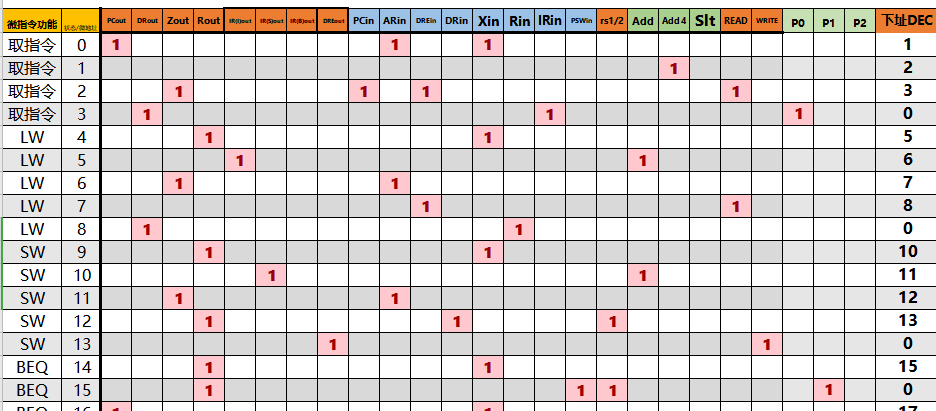 微指令功能 状态/微地址 PCout DRout Zout Rout IR(I)out IR(S)out IR(B)out DREout PCin ARin DREin DRin Xin Rin IRin PSWin rs1/2 Add Add4 Slt READ WRITE P0 P1 P2 下址DEC
取指令 0 1 1 1 1
取指令 1 1 2
取指令 2 1 1 1 1 3
取指令 3 1 1 1 0
LW 4 1 1 5
LW 5 1 1 6
LW 6 1 1 7
LW 7 1 1 8
LW 8 1 1 0
SW 9 1 1 10
SW 10 1 1 11
SW 11 1 1 12
SW 12 1 1 1 13
SW 13 1 1 0
BEQ 14 1 1 15
BEQ 15 1 1 1 1 0
BEQ 16 1 1 17